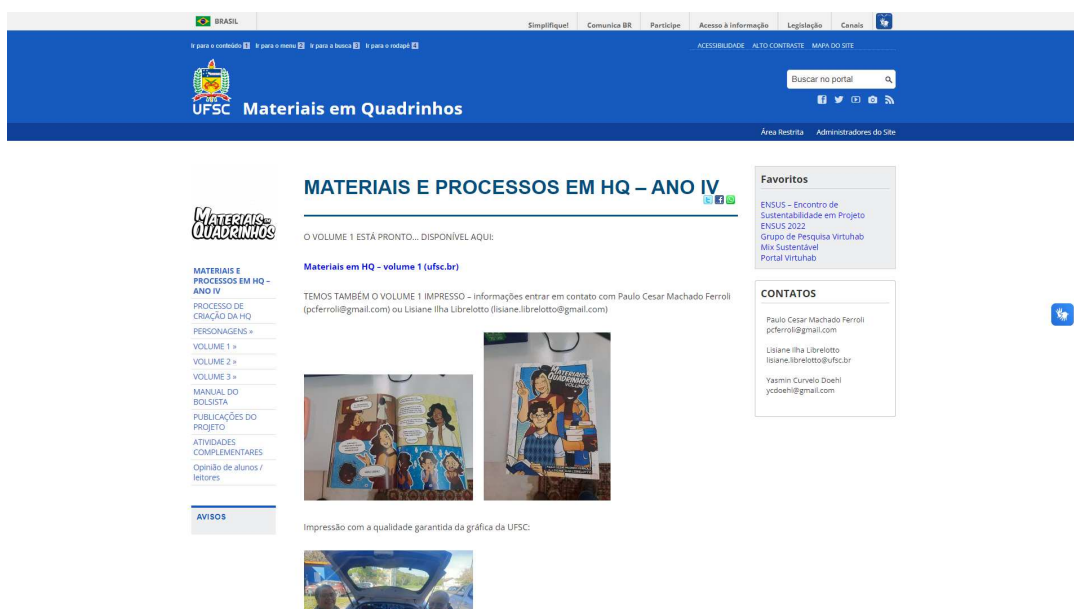 BRASIL
Simplifique! Comunica BR Participe Acesso à informação Legislação Canais
Ir para o conteúdo 1 Ir para o menu 2 Ir para a busca 3 Ir para o rodapé 4
ACESSIBILIDADE ALTO CONTRASTE MAPA DO SITE
Buscar no portal
UFSC
Materiais em Quadrinhos
Área Restrita Administradores do Site
MATERIAIS EM
QUADRINHOS
MATERIAIS E
PROCESSOS EM HQ –
ANO IV
PROCESSO DE
CRIAÇÃO DA HQ
PERSONAGENS »
VOLUME 1 »
VOLUME 2 »
VOLUME 3 »
MANUAL DO
BOLSISTA
PUBLICAÇÕES DO
PROJETO
ATIVIDADES
COMPLEMENTARES
Opinião de alunos /
leitores
AVISOS
MATERIAIS E PROCESSOS EM HQ – ANO IV
O VOLUME 1 ESTÁ PRONTO... DISPONÍVEL AQUI:
Materiais em HQ – volume 1 (ufsc.br)
TEMOS TAMBÉM O VOLUME 1 IMPRESSO – informações entrar em contato com Paulo Cesar Machado Ferroli
(pcferroli@gmail.com) ou Lisiane Ilha Librelotto (lisiane.librelotto@gmail.com)
MATERIAIS EM
QUADRINHOS
VOLUME 1
Impressão com a qualidade garantida da gráfica da UFSC:
Favoritos
ENSUS – Encontro de
Sustentabilidade em Projeto
ENSUS 2022
Grupo de Pesquisa Virtuhab
Mix Sustentável
Portal Virtuhab
CONTATOS
Paulo Cesar Machado Ferroli
pcferroli@gmail.com
Lisiane Ilha Librelotto
lisiane.librelotto@ufsc.br
Yasmin Curvelo Doehl
ycdoehl@gmail.com